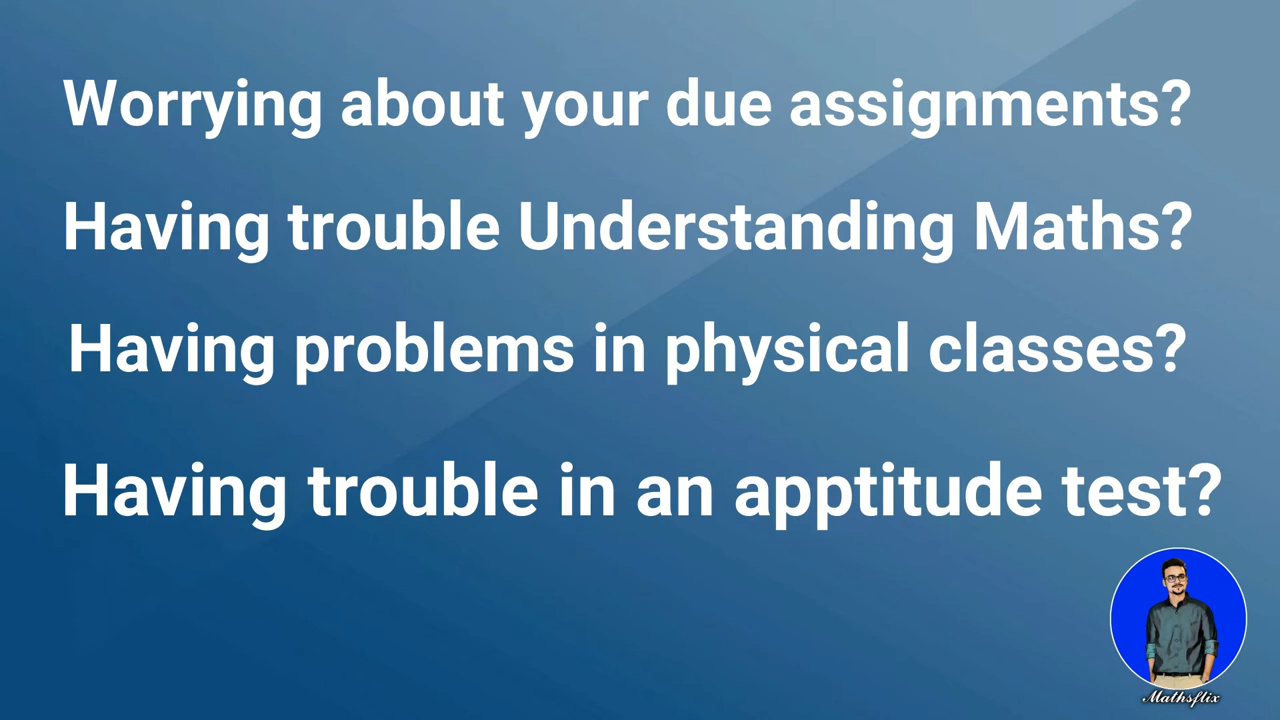 Worrying about your due assignments?
Having trouble Understanding Maths?
Having problems in physical classes?
Having trouble in an apptitude test?
Mathsflix